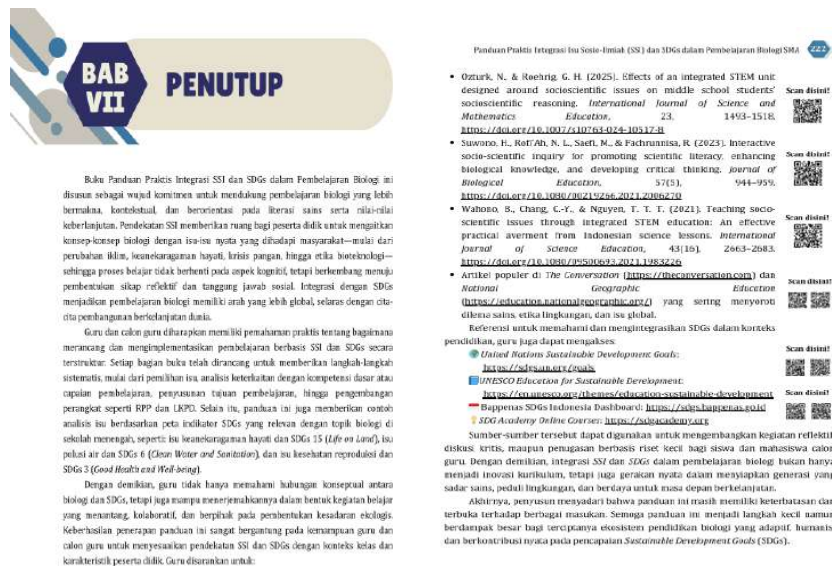 BAB
VII
PENUTUP
Buku Panduan Praktis Integrasi SSI dan SDGs dalam Pembelajaran Biologi ini
disusun sebagai wujud komitmen untuk mendukung pembelajaran biologi yang lebih
bermakna, kontekstual, dan berorientasi pada literasi sains serta nilai-nilai
keberlanjutan. Pendekatan SSI memberikan ruang bagi peserta didik untuk mengaitkan
konsep-konsep biologi dengan isu-isu nyata yang dihadapi masyarakat—mulai dari
perubahan iklim, keanekaragaman hayati, krisis pangan, hingga etika bioteknologi—
sehingga proses belajar tidak berhenti pada aspek kognitif, tetapi berkembang menuju
pembentukan sikap reflektif dan tanggung jawab sosial. Integrasi dengan SDGs
menjadikan pembelajaran biologi memiliki arah yang lebih global, selaras dengan cita-
cita pembangunan berkelanjutan dunia.
Guru dan calon guru diharapkan memiliki pemahaman praktis tentang bagaimana
merancang dan mengimplementasikan pembelajaran berbasis SSI dan SDGs secara
terstruktur. Setiap bagian buku telah dirancang untuk memberikan langkah-langkah
sistematis, mulai dari pemilihan isu, analisis keterkaitan dengan kompetensi dasar atau
capaian pembelajaran, penyusunan tujuan pembelajaran, hingga pengembangan
perangkat seperti RPP dan LKPD. Selain itu, panduan ini juga memberikan contoh
analisis isu berdasarkan peta indikator SDGs yang relevan dengan topik biologi di
sekolah menengah, seperti: isu keanekaragaman hayati dan SDGs 15 (Life on Land), isu
polusi air dan SDGs 6 (Clean Water and Sanitation), dan isu kesehatan reproduksi dan
SDGs 3 (Good Health and Well-being).
Dengan demikian, guru tidak hanya memahami hubungan konseptual antara
biologi dan SDGs, tetapi juga mampu menerjemahkannya dalam bentuk kegiatan belajar
yang menantang, kolaboratif, dan berpihak pada pembentukan kesadaran ekologis.
Keberhasilan penerapan panduan ini sangat bergantung pada kemampuan guru dan
calon guru untuk menyesuaikan pendekatan SSI dan SDGs dengan konteks kelas dan
karakteristik peserta didik. Guru disarankan untuk:
Panduan Praktis Integrasi Isu Sosio-Ilmiah (SSI) dan SDGs dalam Pembelajaran Biologi SMA 222
• Ozturk, N., & Roehrig, G. H. (2025). Effects of an integrated STEM unit
designed around socioscientific issues on middle school students'
socioscientific reasoning. International Journal of Science and
Mathematics Education, 23, 1493–1518.
https://doi.org/10.1007/s10763-024-10517-8
Scan disini!
• Suwono, H., Rofi'Ah, N. L., Saefi, M., & Fachrunnisa, R. (2023). Interactive
socio-scientific inquiry for promoting scientific literacy, enhancing
biological knowledge, and developing critical thinking. Journal of
Biological Education, 57(5), 944–959.
https://doi.org/10.1080/00219266.2021.2006270
Scan disini!
• Wahono, B., Chang, C.-Y., & Nguyen, T. T. T. (2021). Teaching socio-
scientific issues through integrated STEM education: An effective
practical averment from Indonesian science lessons. International
Journal of Science Education, 43(16), 2663–2683.
https://doi.org/10.1080/09500693.2021.1983226
Scan disini!
• Artikel populer di The Conversation (https://theconversation.com) dan
National Geographic Education
(https://education.nationalgeographic.org/) yang sering menyoroti
dilema sains, etika lingkungan, dan isu global.
Scan disini!
Referensi untuk memahami dan mengintegrasikan SDGs dalam konteks
pendidikan, guru juga dapat mengakses:
United Nations Sustainable Development Goals:
https://sdgs.un.org/goals
Scan disini!
UNESCO Education for Sustainable Development:
https://en.unesco.org/themes/education-sustainable-development
Bappenas SDGs Indonesia Dashboard: https://sdgs.bappenas.go.id
SDG Academy Online Courses: https://sdgacademy.org
Scan disini!
Sumber-sumber tersebut dapat digunakan untuk mengembangkan kegiatan reflektif,
diskusi kritis, maupun penugasan berbasis riset kecil bagi siswa dan mahasiswa calon
guru. Dengan demikian, integrasi SSI dan SDGs dalam pembelajaran biologi bukan hanya
menjadi inovasi kurikulum, tetapi juga gerakan nyata dalam menyiapkan generasi yang
sadar sains, peduli lingkungan, dan berdaya untuk masa depan berkelanjutan.
Akhirnya, penyusun menyadari bahwa panduan ini masih memiliki keterbatasan dan
terbuka terhadap berbagai masukan. Semoga panduan ini menjadi langkah kecil namun
berdampak besar bagi terciptanya ekosistem pendidikan biologi yang adaptif, humanis,
dan berkontribusi nyata pada pencapaian Sustainable Development Goals (SDGs).